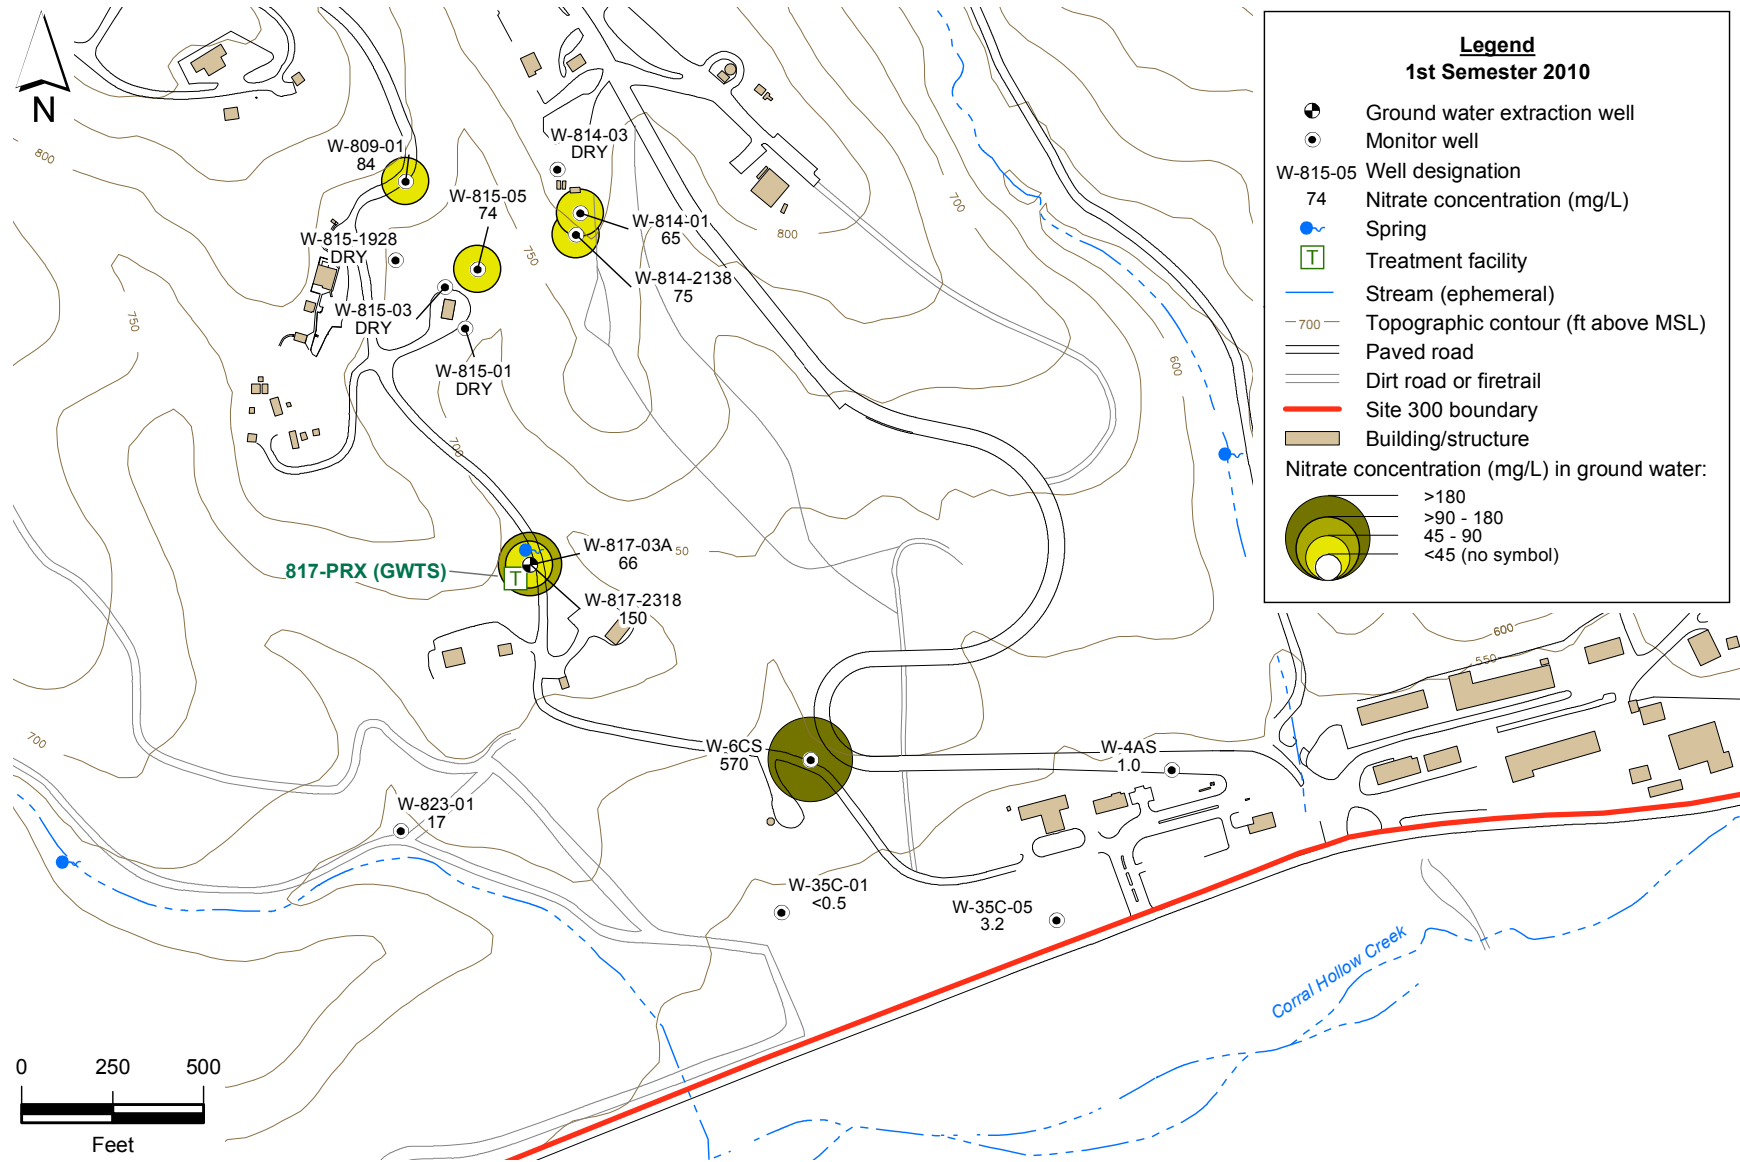 N
800
W-809-01
84
W-814-03
DRY
W-815-05
74
W-814-01
65
W-814-2138
75
W-815-1928
DRY
W-815-03
DRY
W-815-01
DRY
750
750
800
700
600
700
W-817-03A
66
50
817-PRX (GWTS)
T
W-817-2318
150
700
W-6CS
570
W-4AS
1.0
W-823-01
17
W-35C-01
<0.5
W-35C-05
3.2
600
550
Corral Hollow Creek
0 250 500
Feet
Legend
1st Semester 2010
Ground water extraction well
Monitor well
W-815-05 Well designation
74 Nitrate concentration (mg/L)
Spring
T Treatment facility
Stream (ephemeral)
700 Topographic contour (ft above MSL)
Paved road
Dirt road or firetrail
Site 300 boundary
Building/structure
Nitrate concentration (mg/L) in ground water:
>180
>90 - 180
45 - 90
<45 (no symbol)